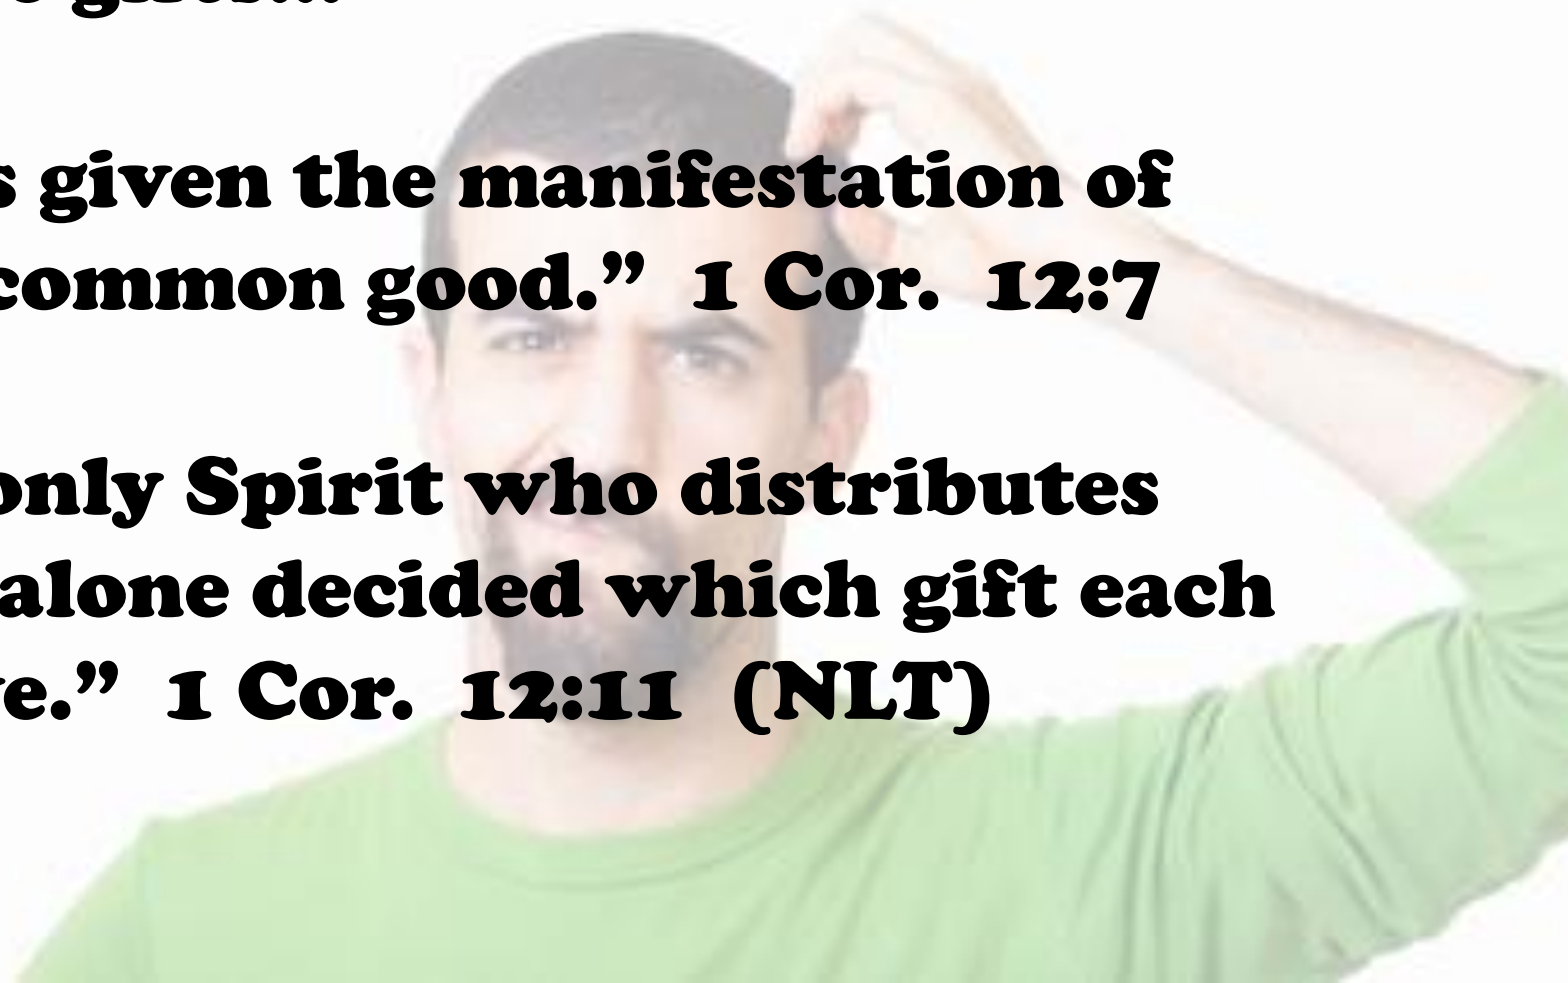 s given the manifestation of
common good.” 1 Cor. 12:7
only Spirit who distributes
alone decided which gift each
e.” 1 Cor. 12:11 (NLT)